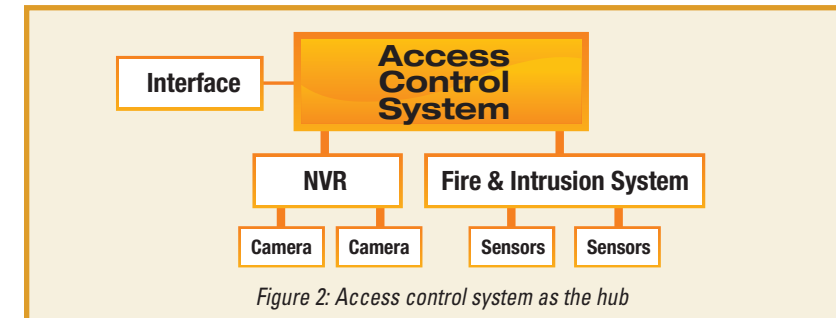 Access
Control
System
Interface
NVR
Fire & Intrusion System
Camera
Camera
Sensors
Sensors
Figure 2: Access control system as the hub